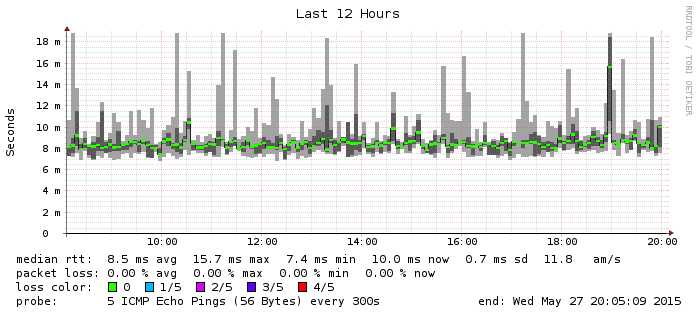 Last 12 Hours
RRDTOOL / TOBI OETIKER
Seconds
18 m
16 m
14 m
12 m
10 m
8 m
6 m
4 m
2 m
0
10:00 12:00 14:00 16:00 18:00 20:00
median rtt: 8.5 ms avg 15.7 ms max 7.4 ms min 10.0 ms now 0.7 ms sd 11.8 am/s
packet loss: 0.00 % avg 0.00 % max 0.00 % min 0.00 % now
loss color: 0 1/5 2/5 3/5 4/5
probe: 5 ICMP Echo Pings (56 Bytes) every 300s end: Wed May 27 20:05:09 2015